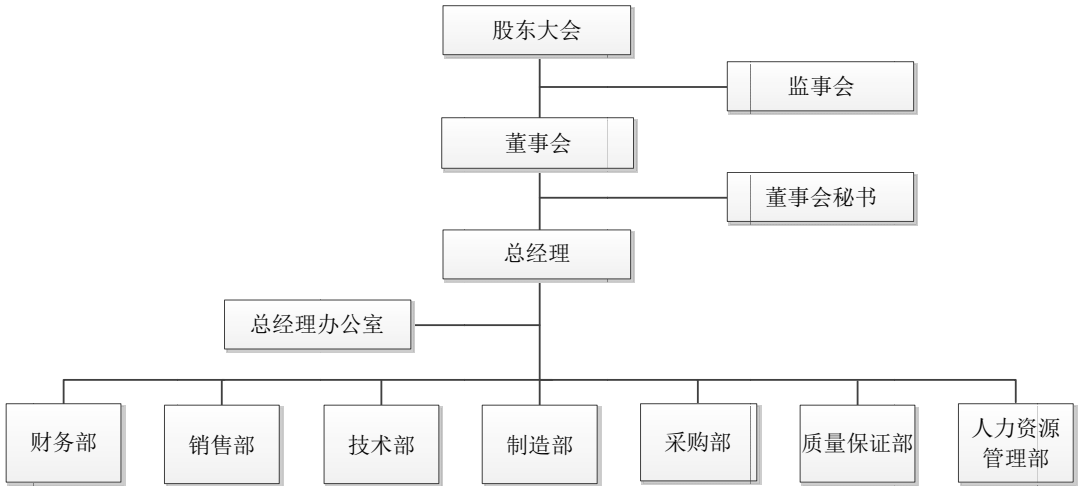 股东大会
监事会
董事会
董事会秘书
总经理
总经理办公室
财务部
销售部
技术部
制造部
采购部
质量保证部
人力资源
管理部